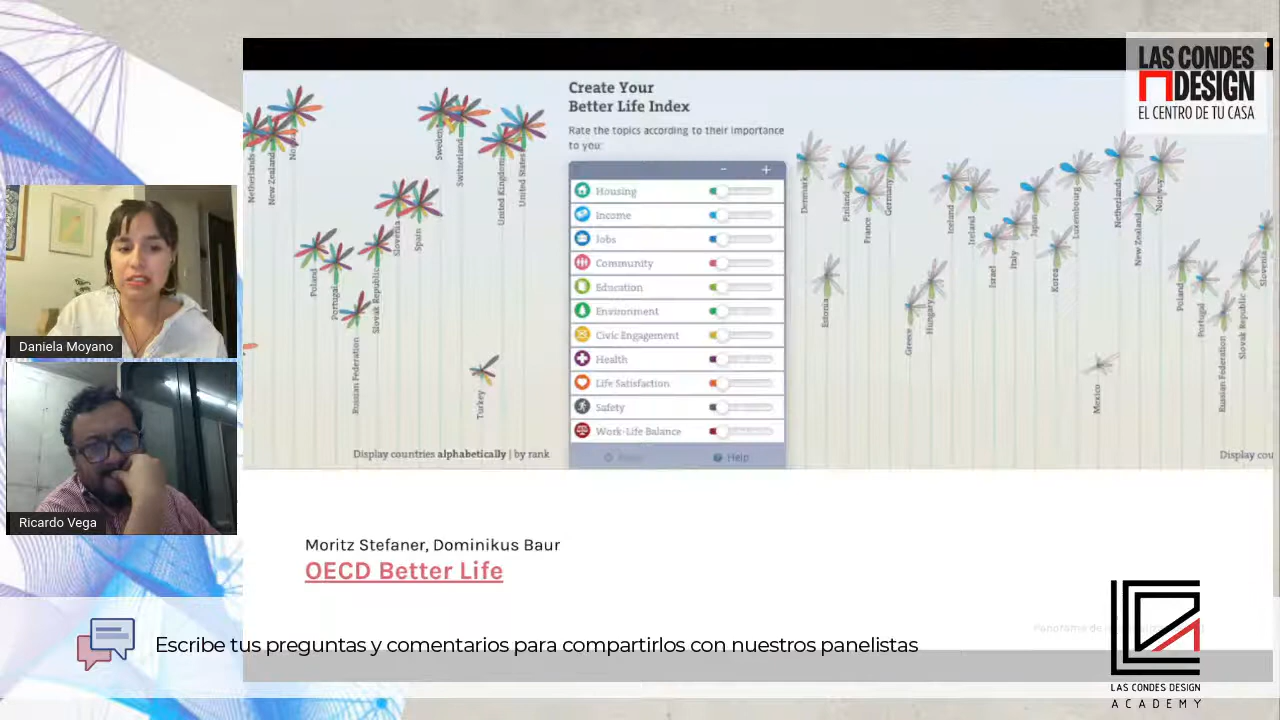 LAS CONDES
DESIGN
EL CENTRO DE TU CASA
Create Your
Better Life Index
Rate the topics according to their importance
to you:
- +
Housing
Income
Jobs
Community
Education
Environment
Civic Engagement
Health
Life Satisfaction
Safety
Work-Life Balance
Help
Netherlands
New Zealand
Poland
Portugal
Russian Federation
Slovak Republic
Slovenia
Spain
Sweden
Switzerland
Turkey
United Kingdom
United States
Display countries alphabetically | by rank
Denmark
Estonia
Finland
France
Germany
Greece
Hungary
Iceland
Ireland
Israel
Italy
Japan
Korea
Luxembourg
Mexico
Netherlands
New Zealand
Norway
Poland
Portugal
Russian Federation
Slovak Republic
Slovenia
Display cou
Daniela Moyano
Ricardo Vega
Moritz Stefaner, Dominikus Baur
OECD Better Life
Escribe tus preguntas y comentarios para compartirlos con nuestros panelistas
LAS CONDES DESIGN
ACADEMY